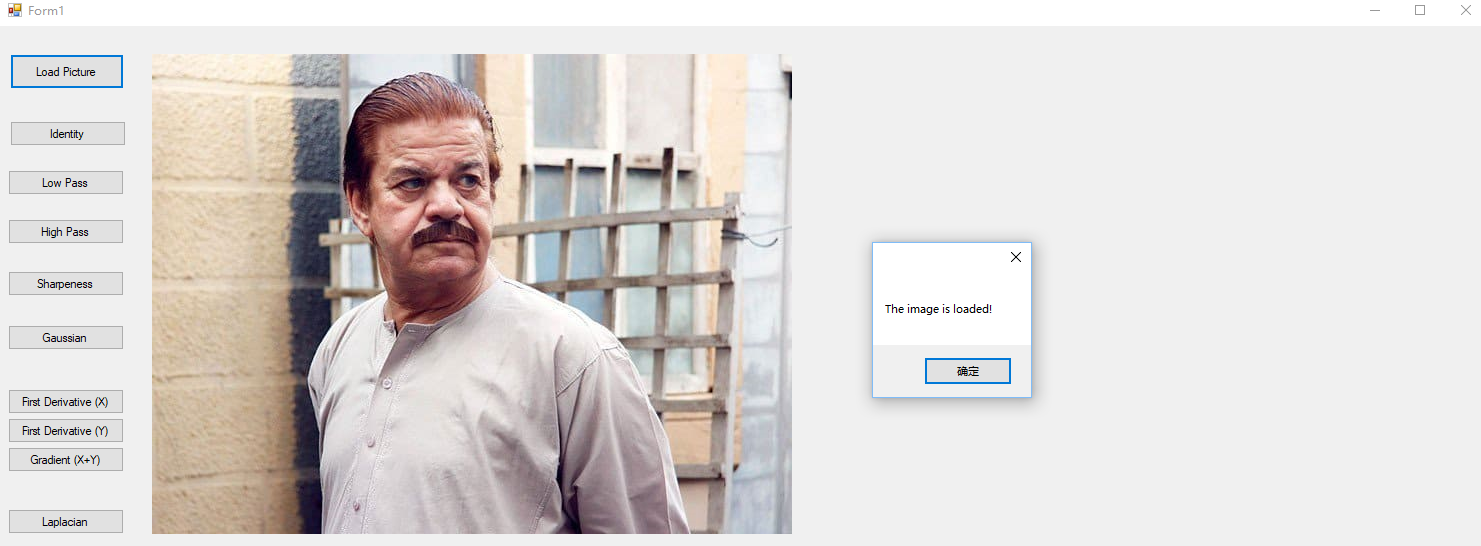 Form1
Load Picture
Identity
Low Pass
High Pass
Sharpeness
Gaussian
First Derivative (X)
First Derivative (Y)
Gradient (X+Y)
Laplacian
The image is loaded!
确定